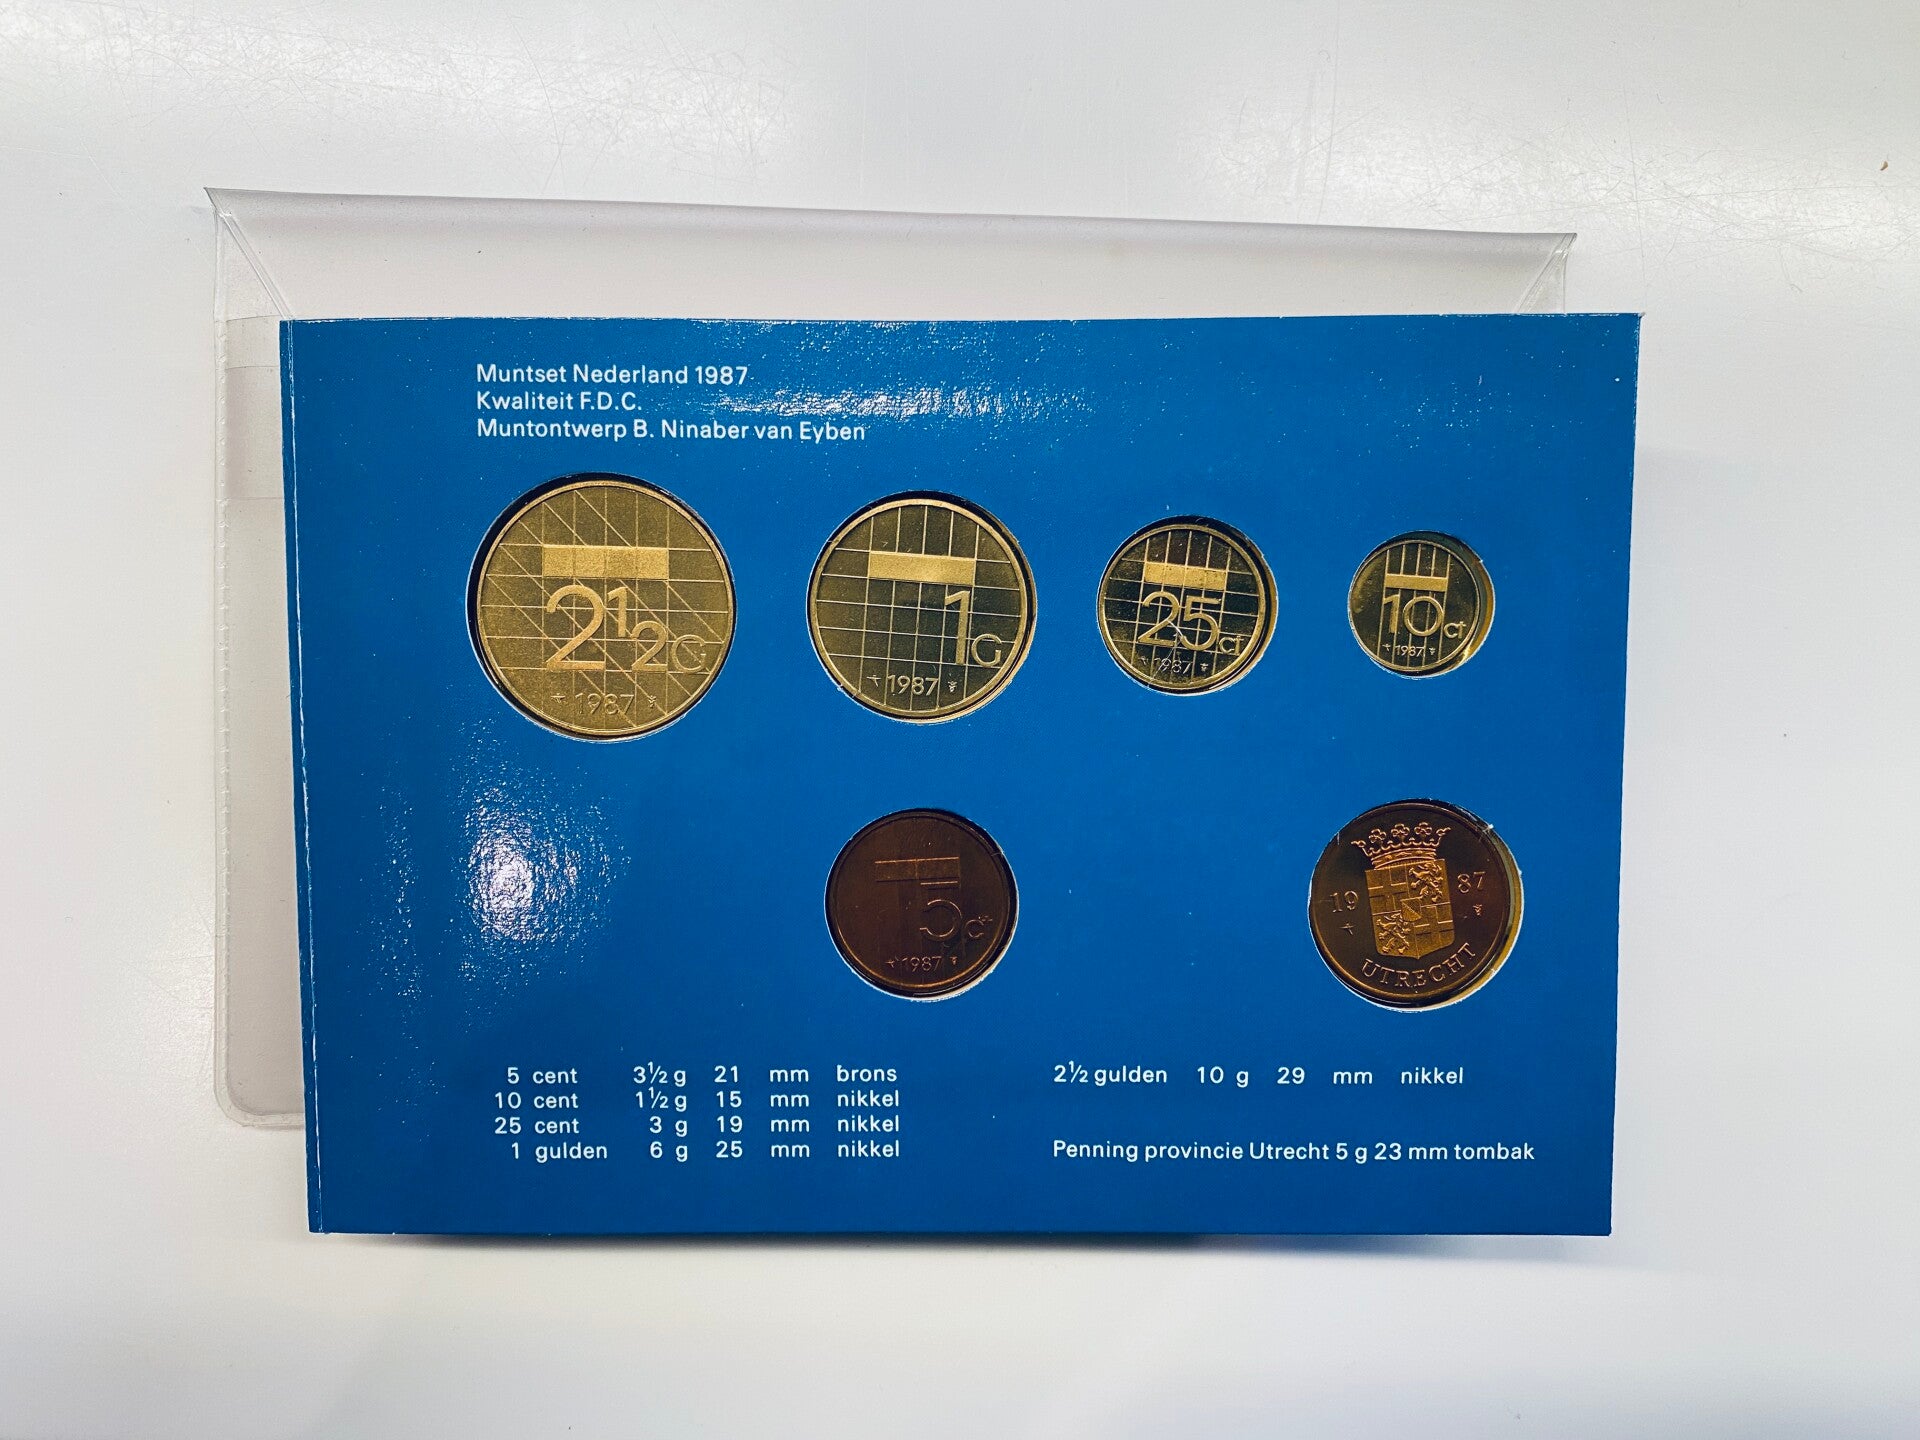 Muntset Nederland 1987
Kwaliteit F.D.C.
Muntontwerp B. Ninaber van Eyben
2½G
1987
1G
1987
25ct
1987
10ct
1987
5ct
1987
19 87
UTRECHT
5 cent 3½ g 21 mm brons
10 cent 1½ g 15 mm nikkel
25 cent 3 g 19 mm nikkel
1 gulden 6 g 25 mm nikkel
2½ gulden 10 g 29 mm nikkel
Penning provincie Utrecht 5 g 23 mm tombak